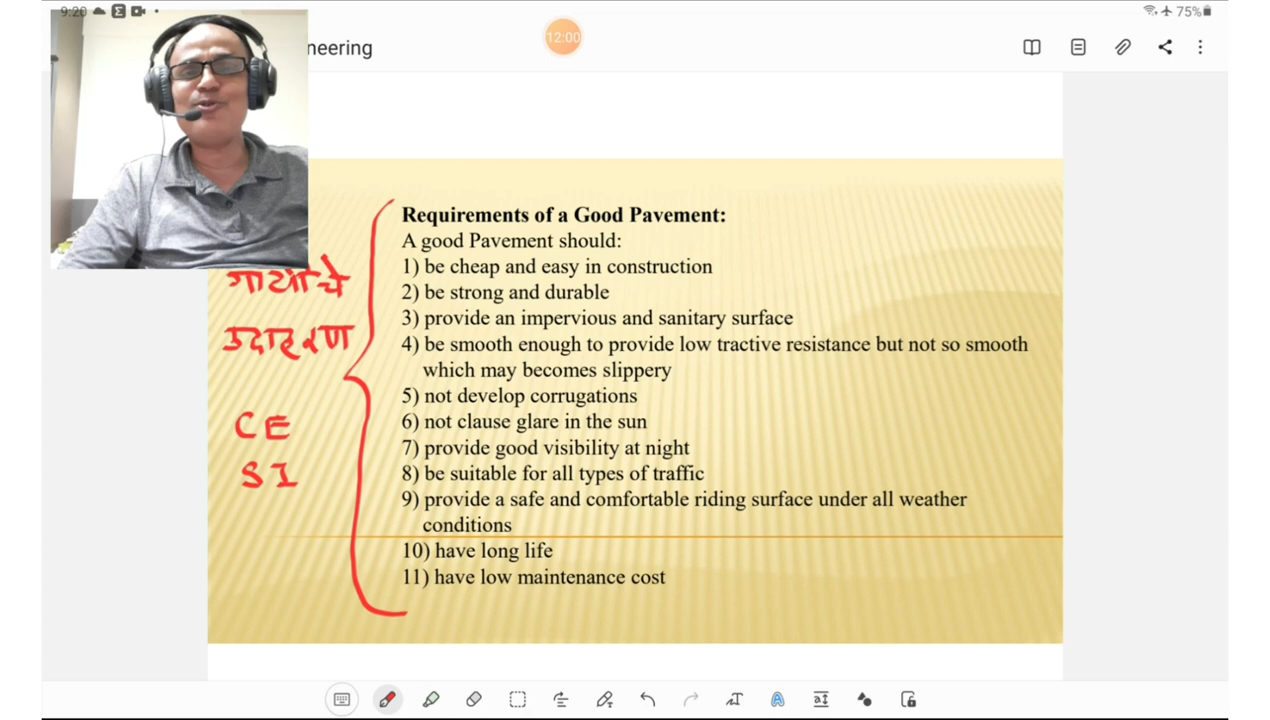 9:20
75%
12:00
neering
Requirements of a Good Pavement:
A good Pavement should:
1) be cheap and easy in construction
2) be strong and durable
3) provide an impervious and sanitary surface
4) be smooth enough to provide low tractive resistance but not so smooth
which may becomes slippery
5) not develop corrugations
6) not clause glare in the sun
7) provide good visibility at night
8) be suitable for all types of traffic
9) provide a safe and comfortable riding surface under all weather
conditions
10) have long life
11) have low maintenance cost
उदाहरण
CE
SI